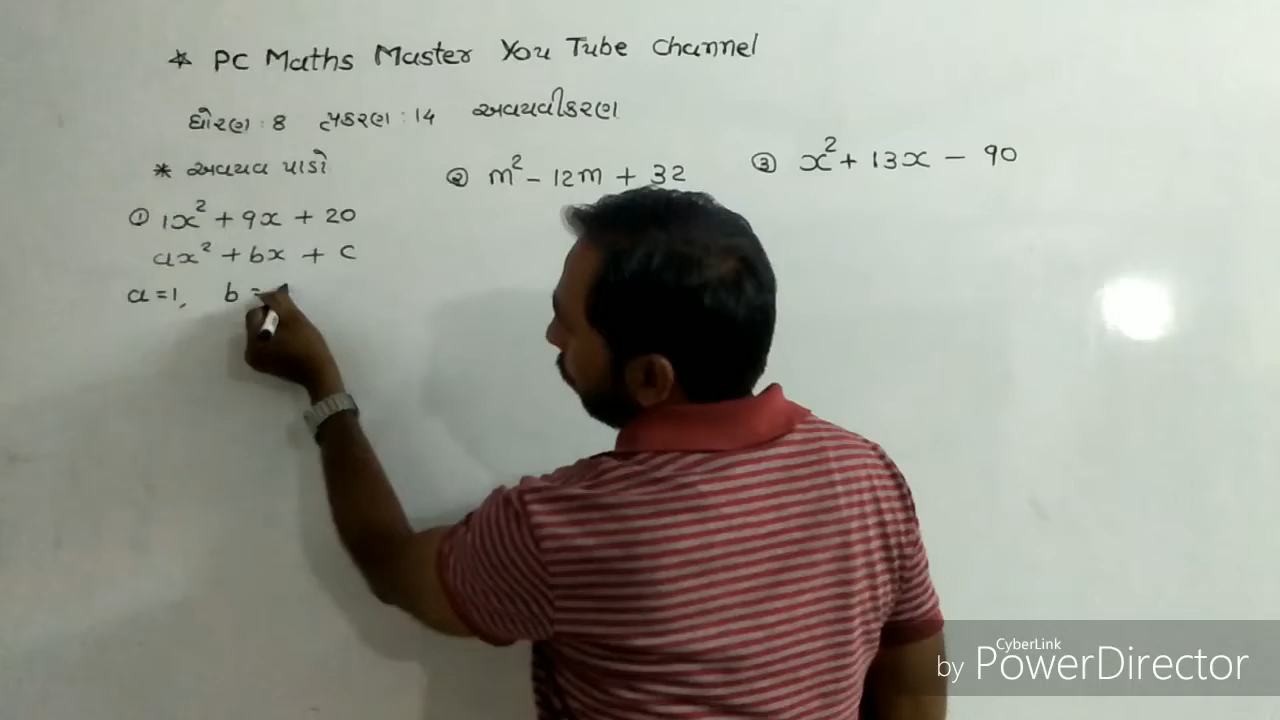 * PC Maths Master You Tube Channel
ધોરણ : 8 પ્રકરણ : 14 અવયવીકરણ
* અવયવ પાડો
① 1x² + 9x + 20
ax² + bx + c
a = 1, b =
② m² - 12m + 32
③ x² + 13x - 90
CyberLink
by PowerDirector